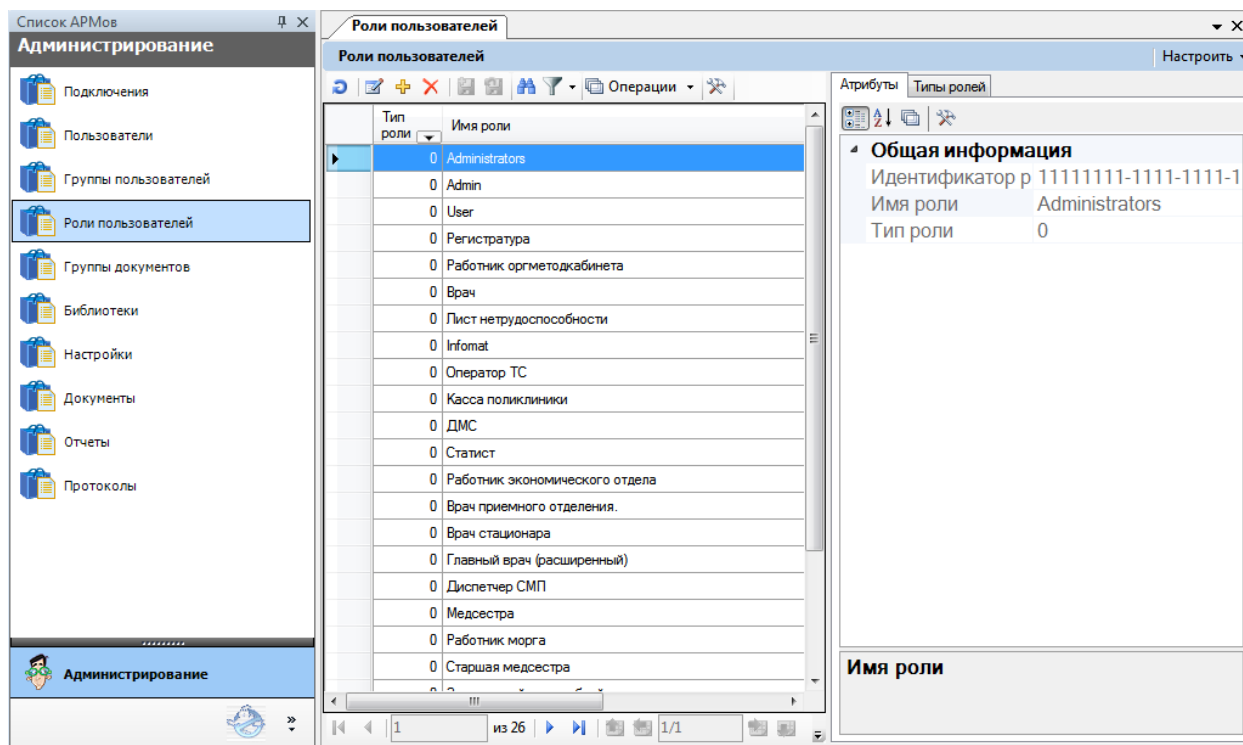 Список АРМов
Администрирование
Подключения
Пользователи
Группы пользователей
Роли пользователей
Группы документов
Библиотеки
Настройки
Документы
Отчеты
Протоколы
Администрирование
»
Роли пользователей
Роли пользователей
Настроить
Операции
Тип роли
Имя роли
0 Administrators
0 Admin
0 User
0 Регистратура
0 Работник оргметодкабинета
0 Врач
0 Лист нетрудоспособности
0 Infomat
0 Оператор ТС
0 Касса поликлиники
0 ДМС
0 Статист
0 Работник экономического отдела
0 Врач приемного отделения.
0 Врач стационара
0 Главный врач (расширенный)
0 Диспетчер СМП
0 Медсестра
0 Работник морга
0 Старшая медсестра
1 из 26 1/1
Атрибуты Типы ролей
Общая информация
Идентификатор р 11111111-1111-1111-1
Имя роли Administrators
Тип роли 0
Имя роли